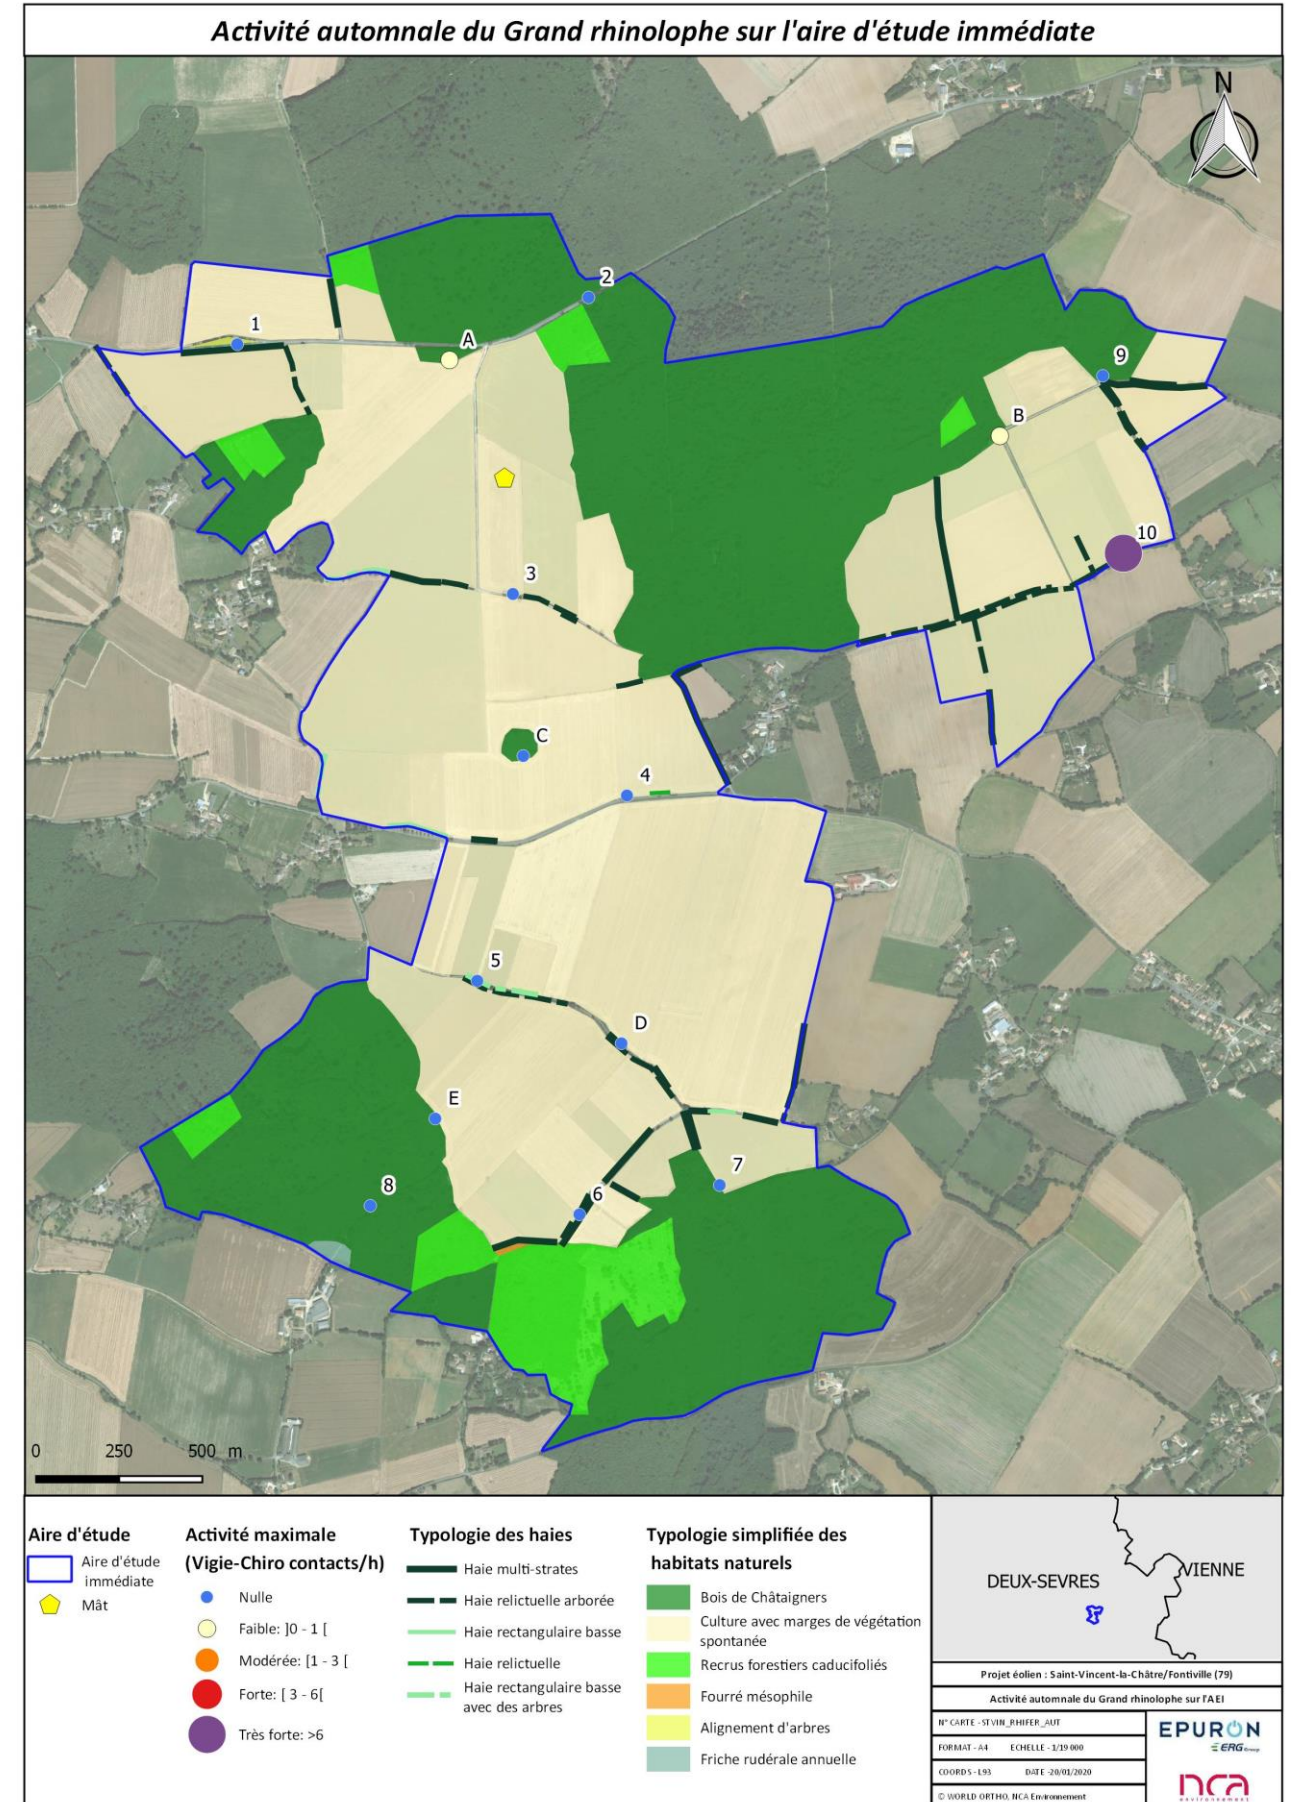 Activité automnale du Grand rhinolophe sur l'aire d'étude immédiate
N
2
1
A
9
B
10
3
C
4
5
D
E
7
8
6
0 250 500 m
Aire d'étude
Aire d'étude
immédiate
Mât
Activité maximale
(Vigie-Chiro contacts/h)
Nulle
Faible: ]0 - 1 [
Modérée: [1 - 3 [
Forte: [ 3 - 6[
Très forte: >6
Typologie des haies
Haie multi-strates
Haie relictuelle arborée
Haie rectangulaire basse
Haie relictuelle
Haie rectangulaire basse
avec des arbres
Typologie simplifiée des
habitats naturels
Bois de Châtaigners
Culture avec marges de végétation
spontanée
Recrus forestiers caducifoliés
Fourré mésophile
Alignement d'arbres
Friche rudérale annuelle
DEUX-SEVRES
VIENNE
Projet éolien : Saint-Vincent-la-Châtre/Fontiville (79)
Activité automnale du Grand rhinolophe sur l'AEI
N° CARTE - STVIN_RHIFER_AUT
FORMAT - A4 ECHELLE - 1/19 000
COORDS - L93 DATE -20/01/2020
© WORLD ORTHO, NCA Environnement
EPURON
ERG Group
nca
environnement